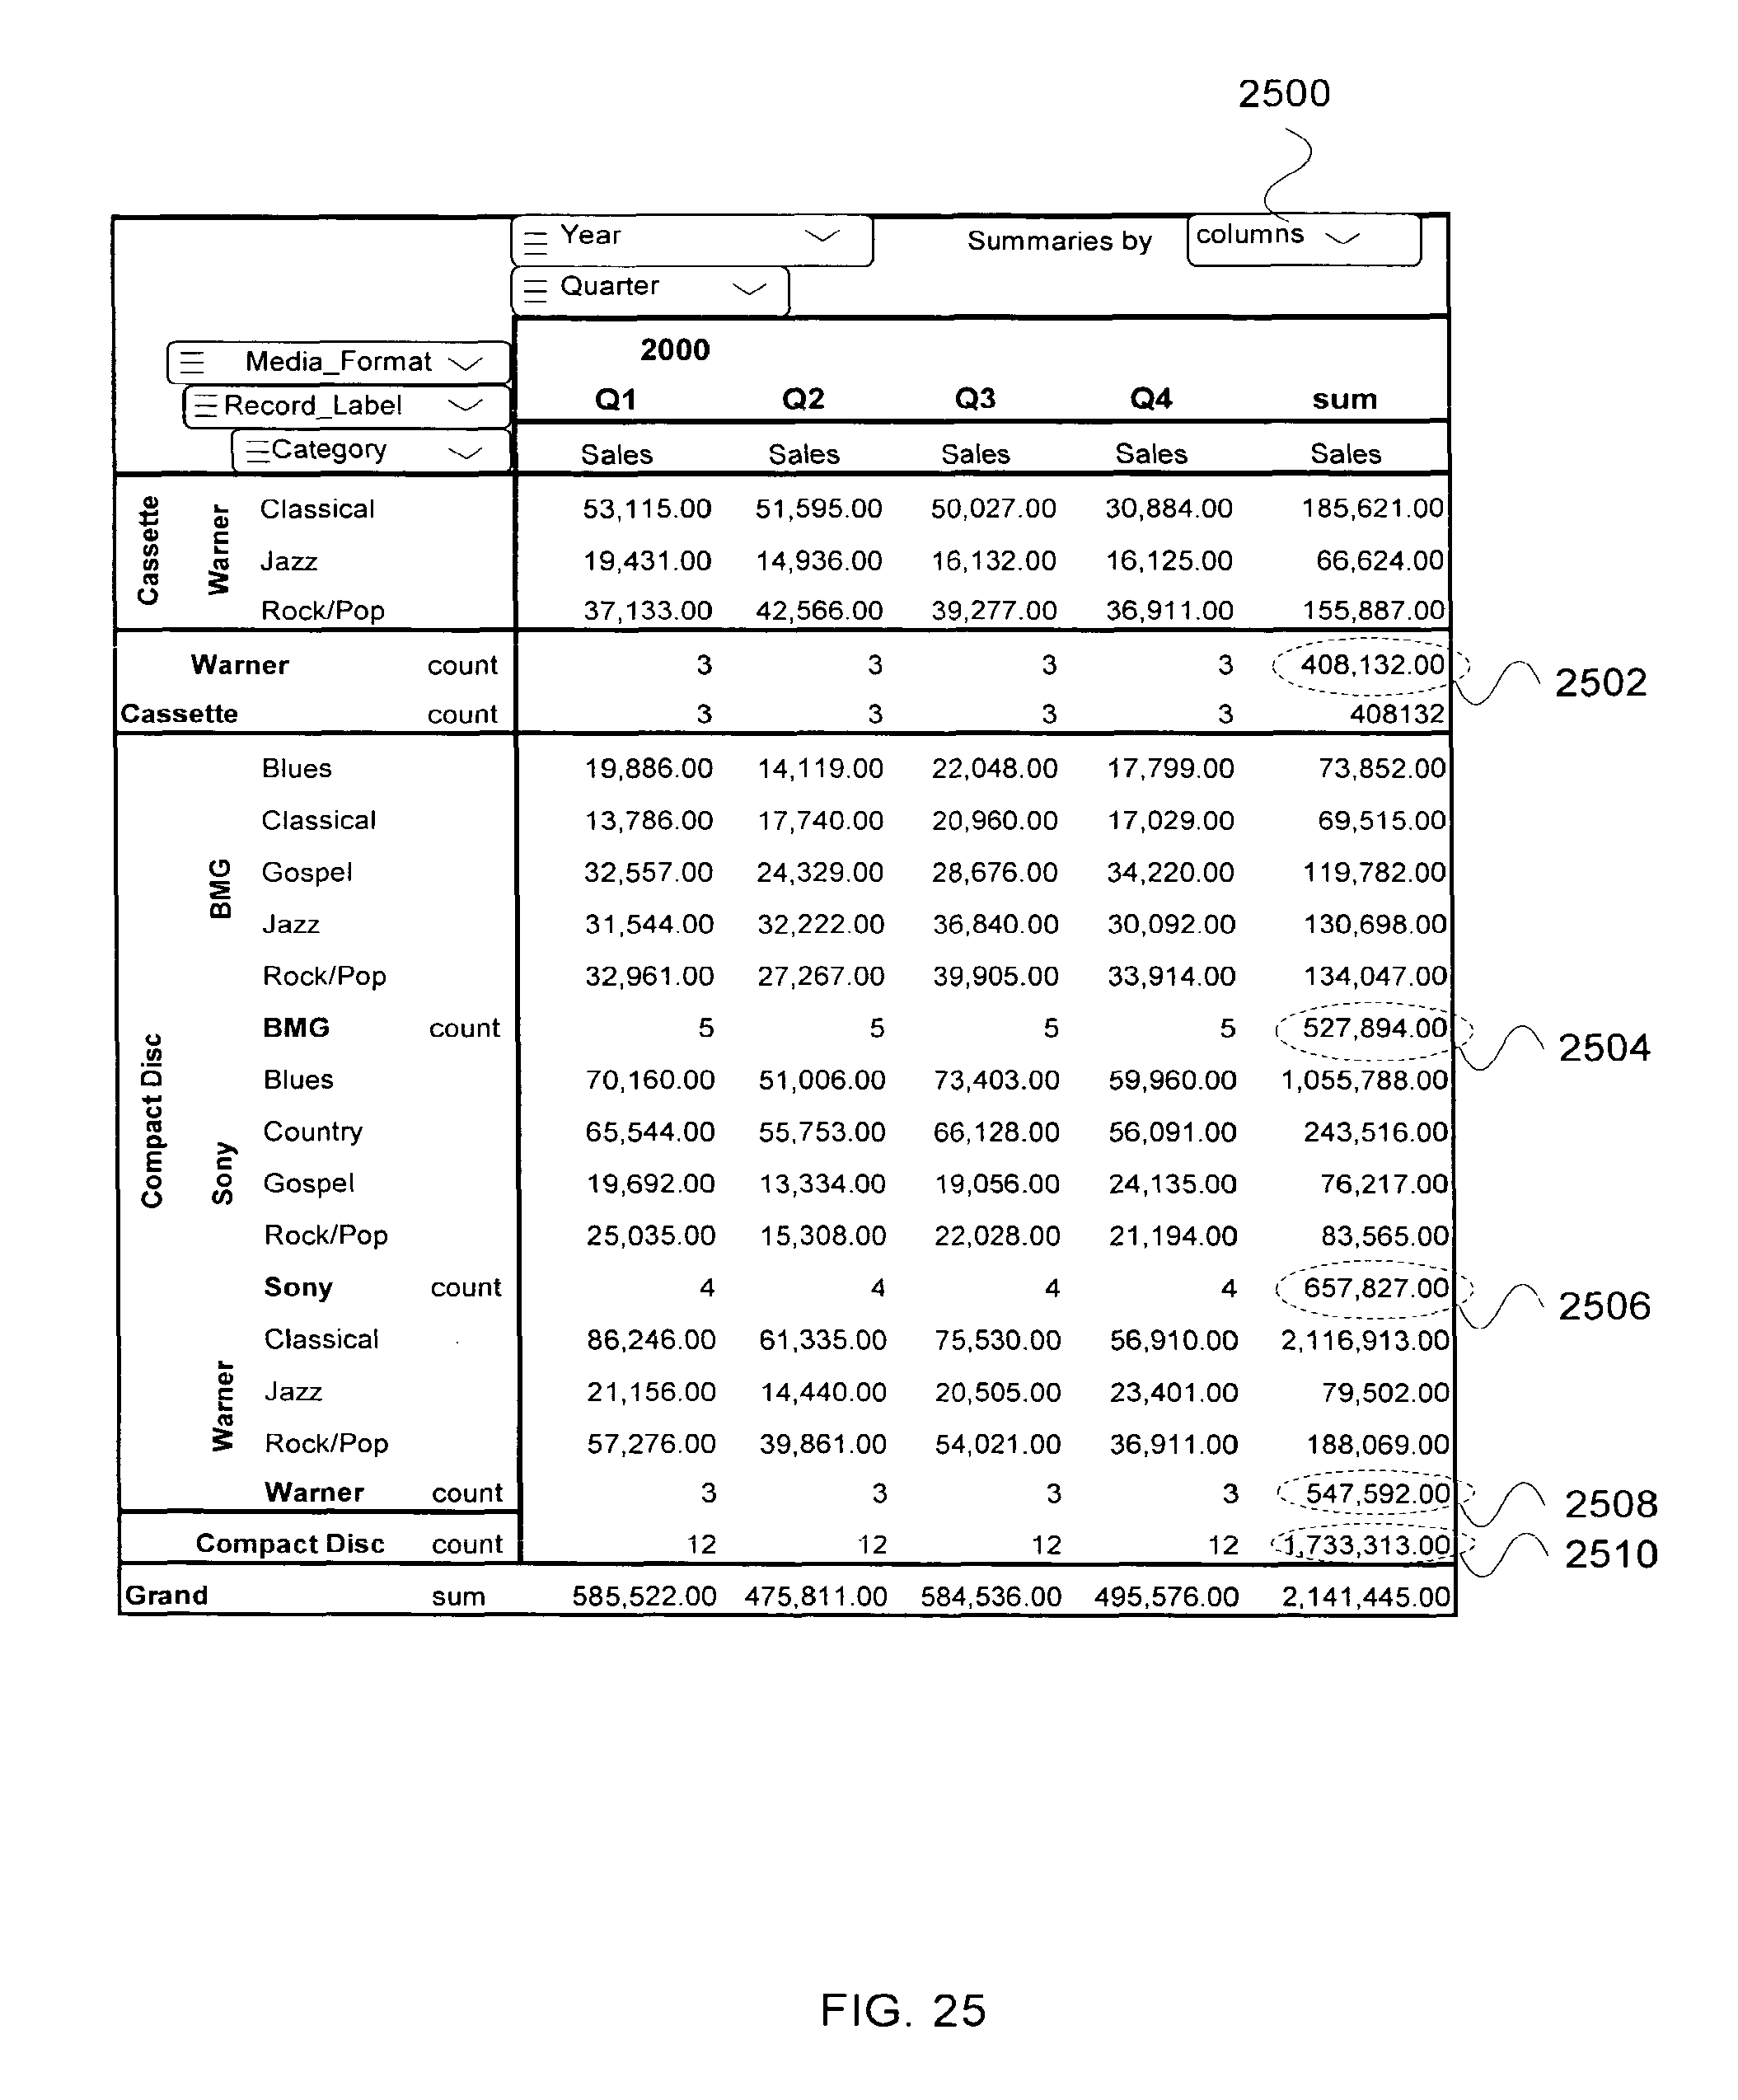 2500
Year
Summaries by columns
Quarter
2000
Media_Format
Record_Label
Q1 Q2 Q3 Q4 sum
Category
Sales Sales Sales Sales Sales
Cassette
Warner
Classical 53,115.00 51,595.00 50,027.00 30,884.00 185,621.00
Jazz 19,431.00 14,936.00 16,132.00 16,125.00 66,624.00
Rock/Pop 37,133.00 42,566.00 39,277.00 36,911.00 155,887.00
Warner count 3 3 3 3 408,132.00 2502
Cassette count 3 3 3 3 408132
Compact Disc
BMG
Blues 19,886.00 14,119.00 22,048.00 17,799.00 73,852.00
Classical 13,786.00 17,740.00 20,960.00 17,029.00 69,515.00
Gospel 32,557.00 24,329.00 28,676.00 34,220.00 119,782.00
Jazz 31,544.00 32,222.00 36,840.00 30,092.00 130,698.00
Rock/Pop 32,961.00 27,267.00 39,905.00 33,914.00 134,047.00
BMG count 5 5 5 5 527,894.00 2504
Sony
Blues 70,160.00 51,006.00 73,403.00 59,960.00 1,055,788.00
Country 65,544.00 55,753.00 66,128.00 56,091.00 243,516.00
Gospel 19,692.00 13,334.00 19,056.00 24,135.00 76,217.00
Rock/Pop 25,035.00 15,308.00 22,028.00 21,194.00 83,565.00
Sony count 4 4 4 4 657,827.00 2506
Warner
Classical 86,246.00 61,335.00 75,530.00 56,910.00 2,116,913.00
Jazz 21,156.00 14,440.00 20,505.00 23,401.00 79,502.00
Rock/Pop 57,276.00 39,861.00 54,021.00 36,911.00 188,069.00
Warner count 3 3 3 3 547,592.00 2508
Compact Disc count 12 12 12 12 1,733,313.00 2510
Grand sum 585,522.00 475,811.00 584,536.00 495,576.00 2,141,445.00
FIG. 25